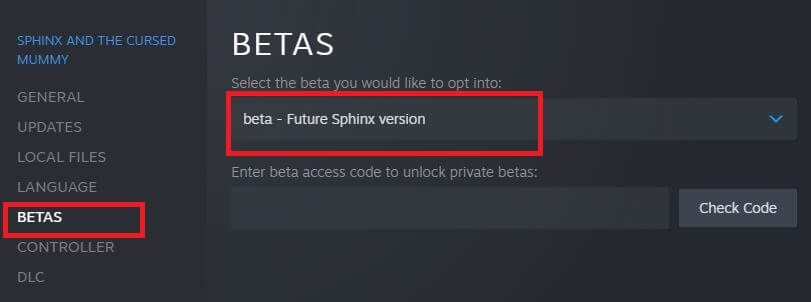 SPHINX AND THE CURSED
MUMMY
GENERAL
UPDATES
LOCAL FILES
LANGUAGE
BETAS
CONTROLLER
DLC
BETAS
Select the beta you would like to opt into:
beta - Future Sphinx version
Enter beta access code to unlock private betas:
Check Code